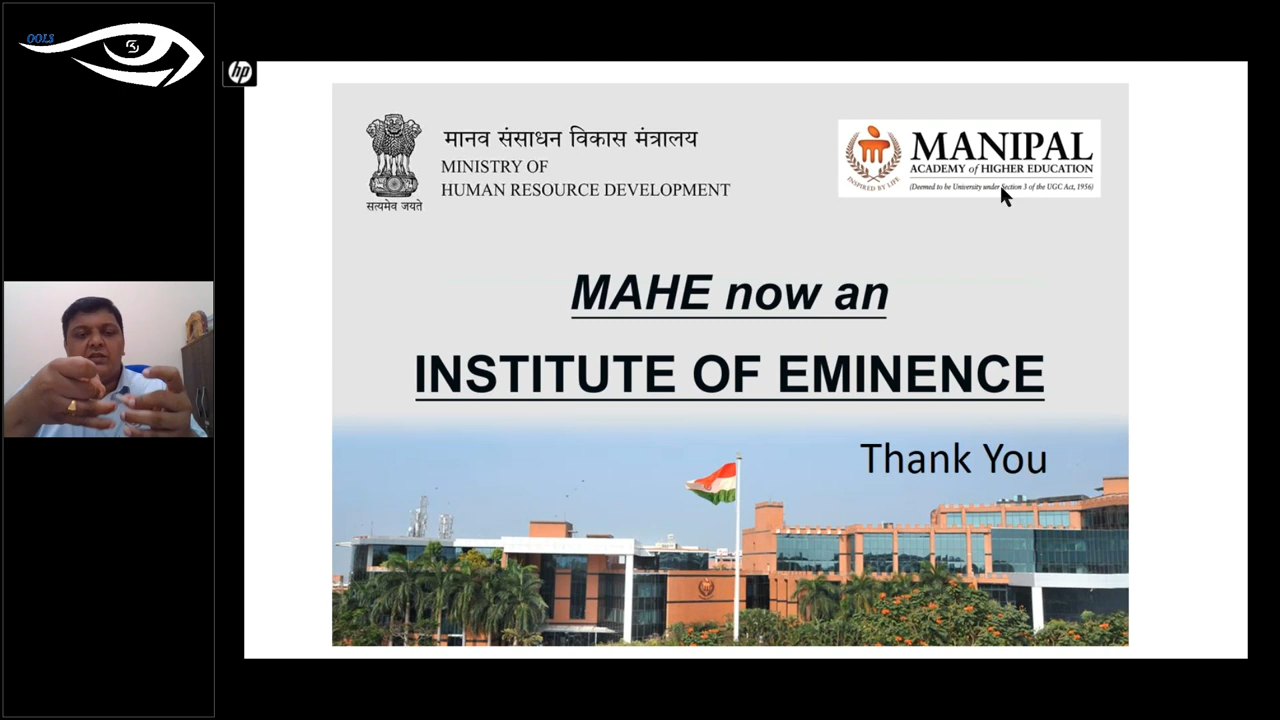 OOLS
hp
मानव संसाधन विकास मंत्रालय
MINISTRY OF
HUMAN RESOURCE DEVELOPMENT
सत्यमेव जयते
MANIPAL
ACADEMY of HIGHER EDUCATION
(Deemed to be University under Section 3 of the UGC Act, 1956)
INSPIRED BY LIFE
MAHE now an
INSTITUTE OF EMINENCE
Thank You